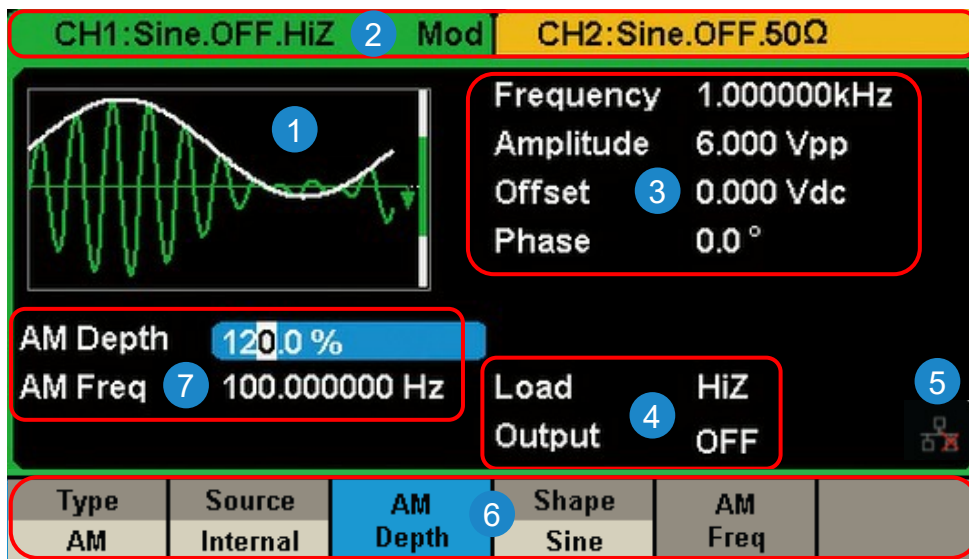 CH1:Sine.OFF.HiZ 2 Mod CH2:Sine.OFF.50Ω
1
Frequency 1.000000kHz
Amplitude 6.000 Vpp
Offset 3 0.000 Vdc
Phase 0.0 °
AM Depth 120.0 %
AM Freq 7 100.000000 Hz
Load HiZ
4
Output OFF
5
Type Source AM Depth 6 Shape AM Freq
AM Internal Sine